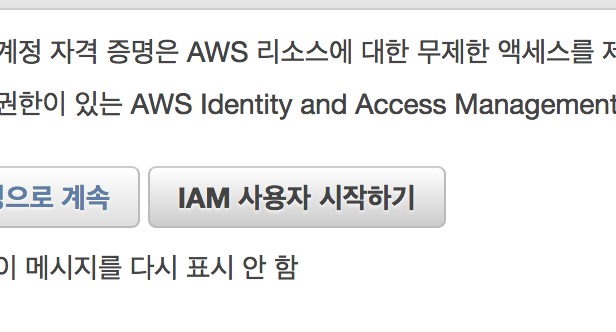 계정 자격 증명은 AWS 리소스에 대한 무제한 액세스를
권한이 있는 AWS Identity and Access Management
으로 계속
IAM 사용자 시작하기
이 메시지를 다시 표시 안 함